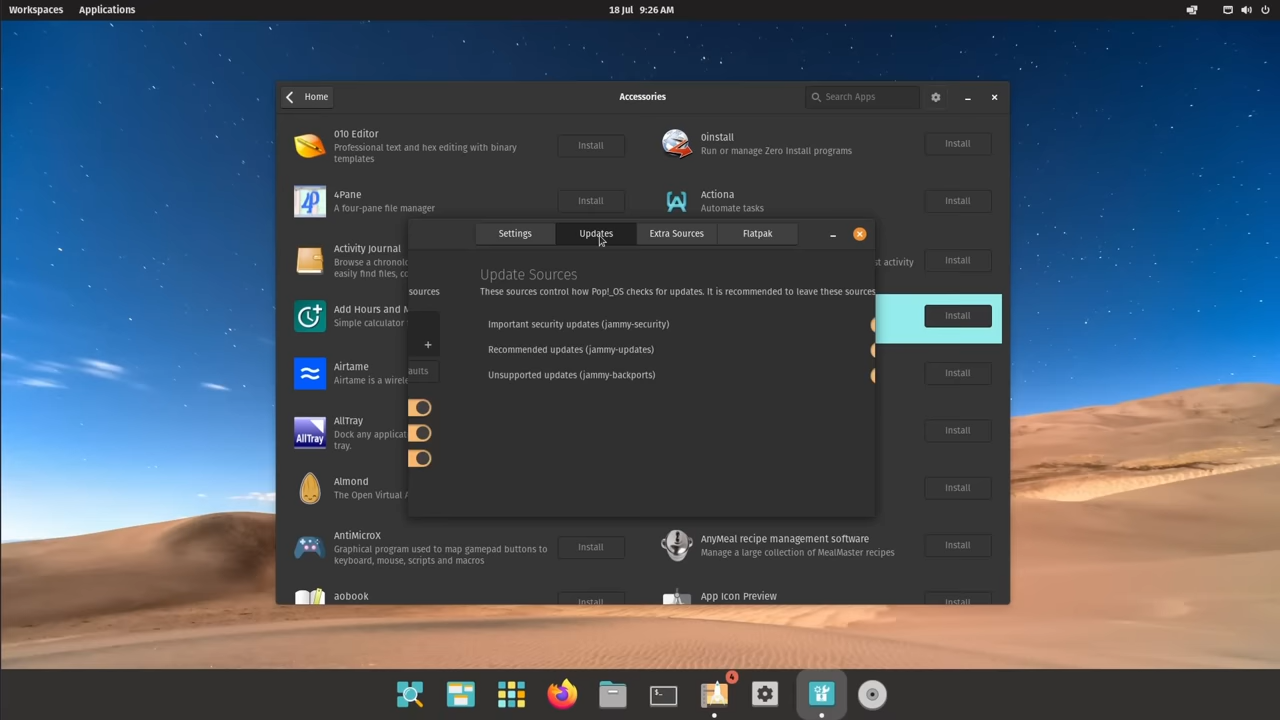 Workspaces
Applications
18 Jul 9:26 AM
Home
Accessories
Search Apps
010 Editor
Professional text and hex editing with binary
templates
Install
0install
Run or manage Zero Install programs
Install
4Pane
A four-pane file manager
Install
Actiona
Automate tasks
Install
Settings
Updates
Extra Sources
Flatpak
Activity Journal
Browse a
easily find files,
st activity
Install
Update Sources
sources
These sources control how Pop!_OS checks for updates. It is recommended to leave these sources
Add Hours and
Simple calculator
Important security updates (jammy-security)
Install
+
Recommended updates (jammy-updates)
Airtame
Airtame is a
aults
Unsupported updates (jammy-backports)
Install
AllTray
AllTray
Dock any
tray.
Install
Almond
The Open Virtual
Install
AntiMicroX
Graphical program used to map gamepad buttons to
keyboard, mouse, scripts and macros
Install
AnyMeal recipe management software
Manage a large collection of MealMaster recipes
Install
aobook
Install
App Icon Preview
Install
4